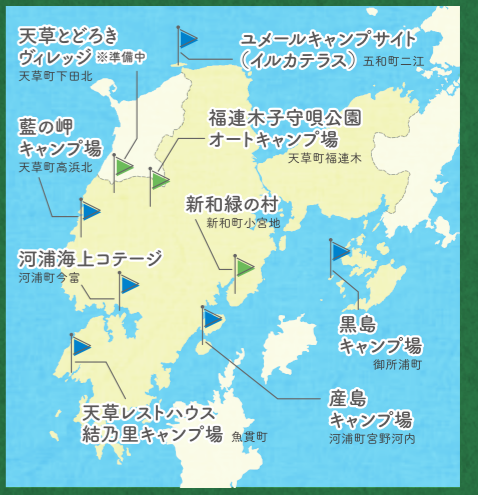 天草とどろき
ヴィレッジ ※準備中
天草町下田北
ユメールキャンプサイト
（イルカテラス） 五和町二江
福連木子守唄公園
オートキャンプ場
天草町福連木
藍の岬
キャンプ場
天草町高浜北
新和緑の村
新和町小宮地
河浦海上コテージ
河浦町今富
黒島
キャンプ場
御所浦町
産島
キャンプ場
河浦町宮野河内
天草レストハウス
結乃里キャンプ場 魚貫町